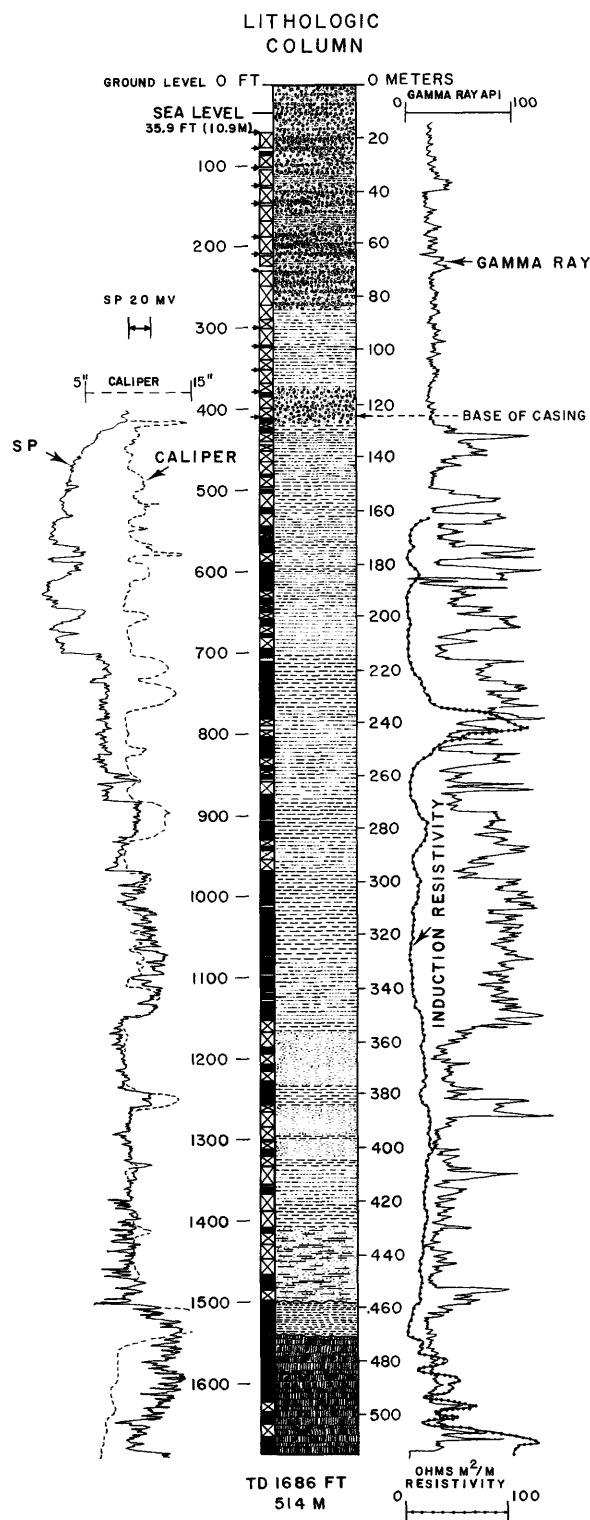 LITHOLOGIC
COLUMN
GROUND LEVEL 0 FT
0 METERS
GAMMA RAY API
0 100
SEA LEVEL
35.9 FT (10.9M)
20
100
40
200
60
GAMMA RAY
80
SP 20 MV
300
100
5" CALIPER 15"
400
120
BASE OF CASING
SP
CALIPER
140
500
160
180
600
200
700
220
240
800
260
900
280
INDUCTION RESISTIVITY
300
1000
320
1100
340
360
1200
380
1300
400
420
1400
440
1500
.460
480
1600
500
TD 1686 FT
514 M
OHMS M²/M
RESISTIVITY
0 100